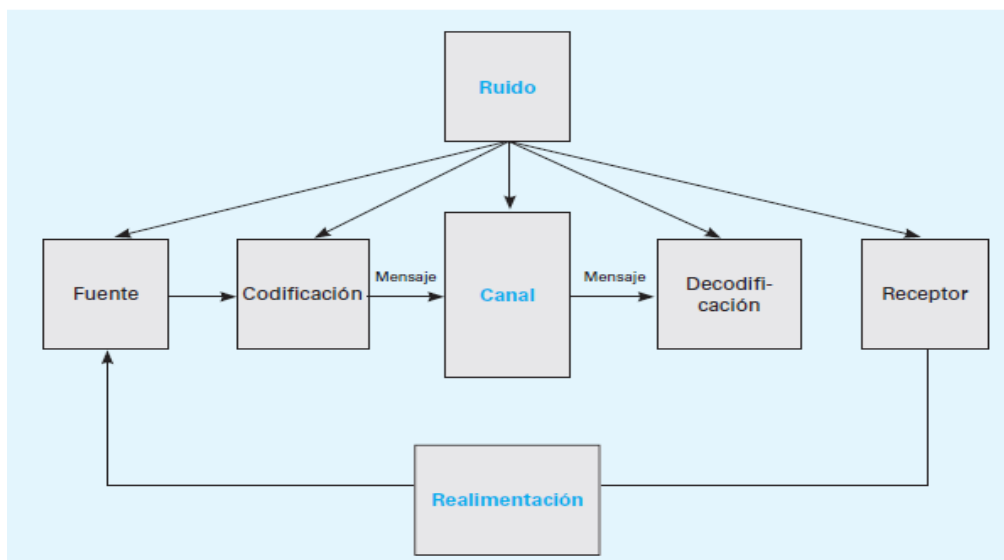 Ruido
Fuente
Codificación
Mensaje
Canal
Mensaje
Decodifi-
cación
Receptor
Realimentación